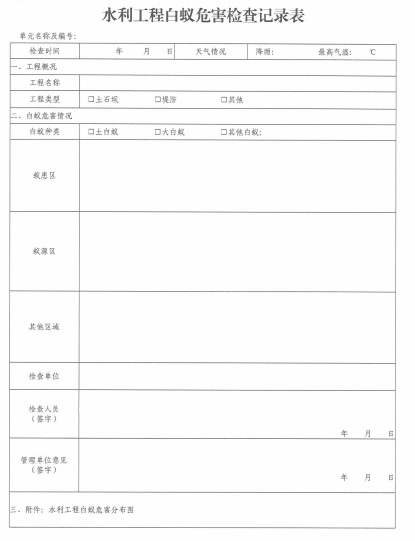 水利工程白蚁危害检查记录表
单元名称及编号:
检查时间 年 月 日 天气情况 降雨: 最高气温: ℃
一、工程概况
工程名称
工程类型 □土石坝 □堤防 □其他
二、白蚁危害情况
白蚁种类 □土白蚁 □大白蚁 □其他白蚁:
蚁患区
蚁源区
其他区域
检查单位
检查人员
(签字)
年 月 日
管理单位意见
(签字)
年 月 日
三、附件: 水利工程白蚁危害分布图